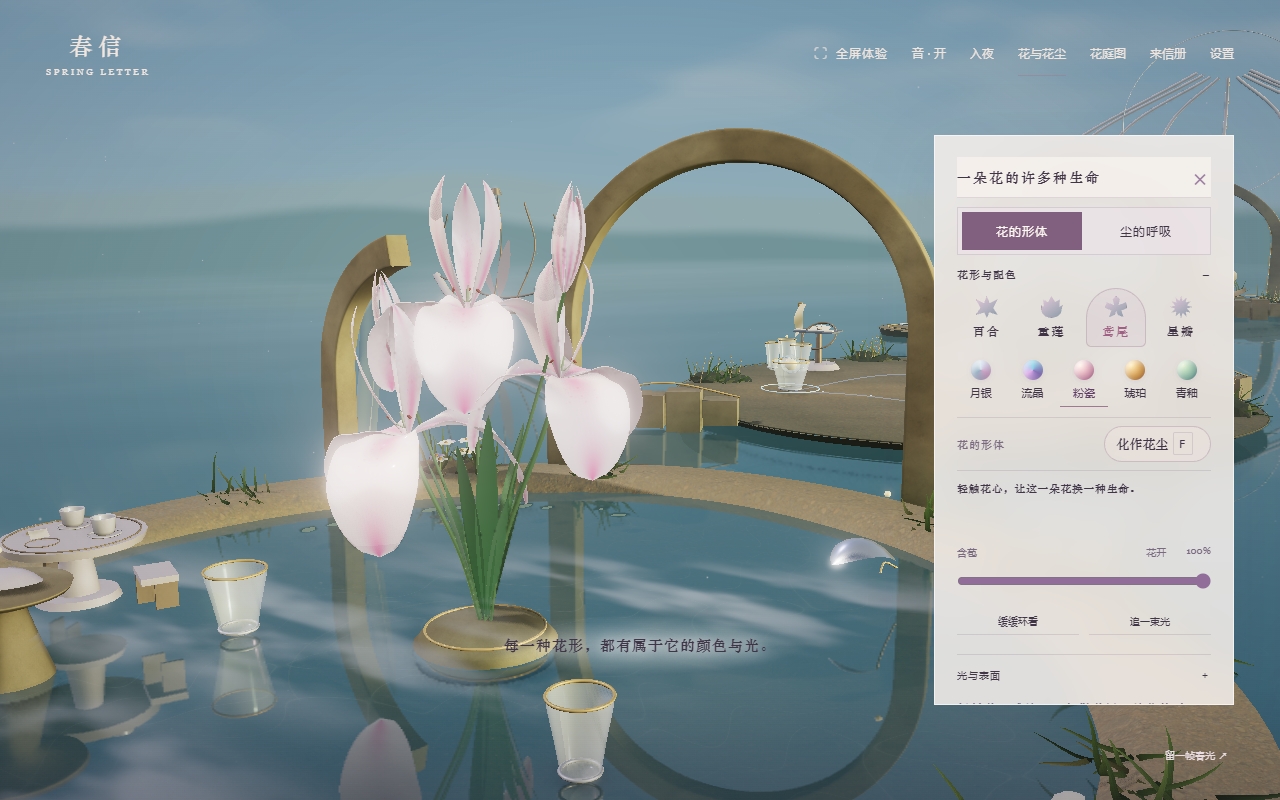 春信
SPRING LETTER
全屏体验 音·开 入夜 花与花尘 花庭图 来信册 设置
一朵花的许多种生命 ×
花的形体 尘的呼吸
花形与配色 −
百合 重莲 鸢尾 星瓣
月银 流晶 粉瓷 琥珀 青釉
花的形体 化作花尘 F
轻触花心，让这一朵花换一种生命。
含苞 花开 100%
缓缓环看 追一束光
光与表面 +
每一种花形，都有属于它的颜色与光。
留一帧春光 ↗